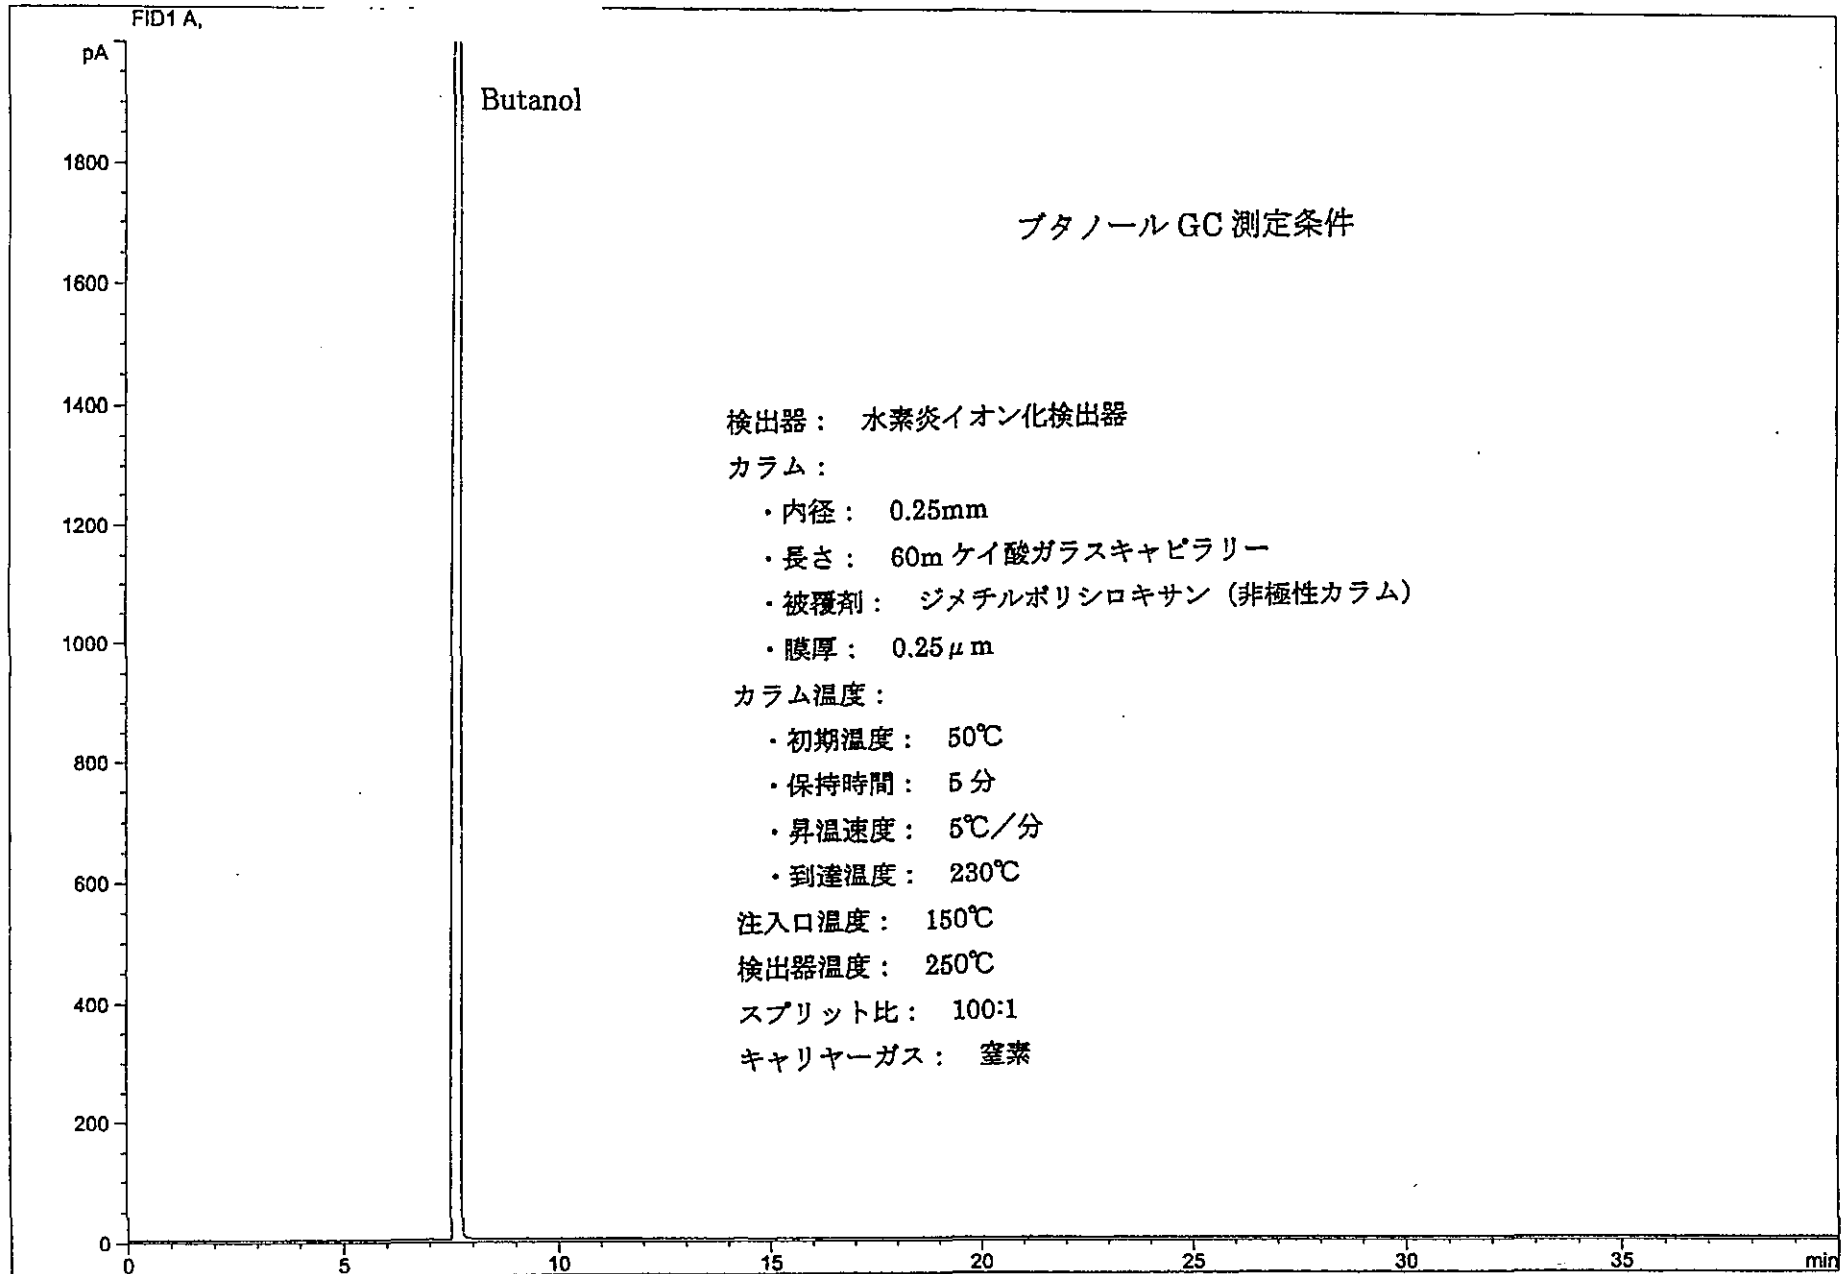 FID1 A,
pA
Butanol
1800
ブタノール GC 測定条件
1600
1400
検出器： 水素炎イオン化検出器
カラム：
1200
・内径： 0.25mm
・長さ： 60m ケイ酸ガラスキャピラリー
・被覆剤： ジメチルポリシロキサン（非極性カラム）
1000
・膜厚： 0.25μm
カラム温度：
・初期温度： 50℃
800
・保持時間： 5 分
・昇温速度： 5℃／分
・到達温度： 230℃
600
注入口温度： 150℃
検出器温度： 250℃
400
スプリット比： 100:1
キャリヤーガス： 窒素
200
0
0 5 10 15 20 25 30 35 min